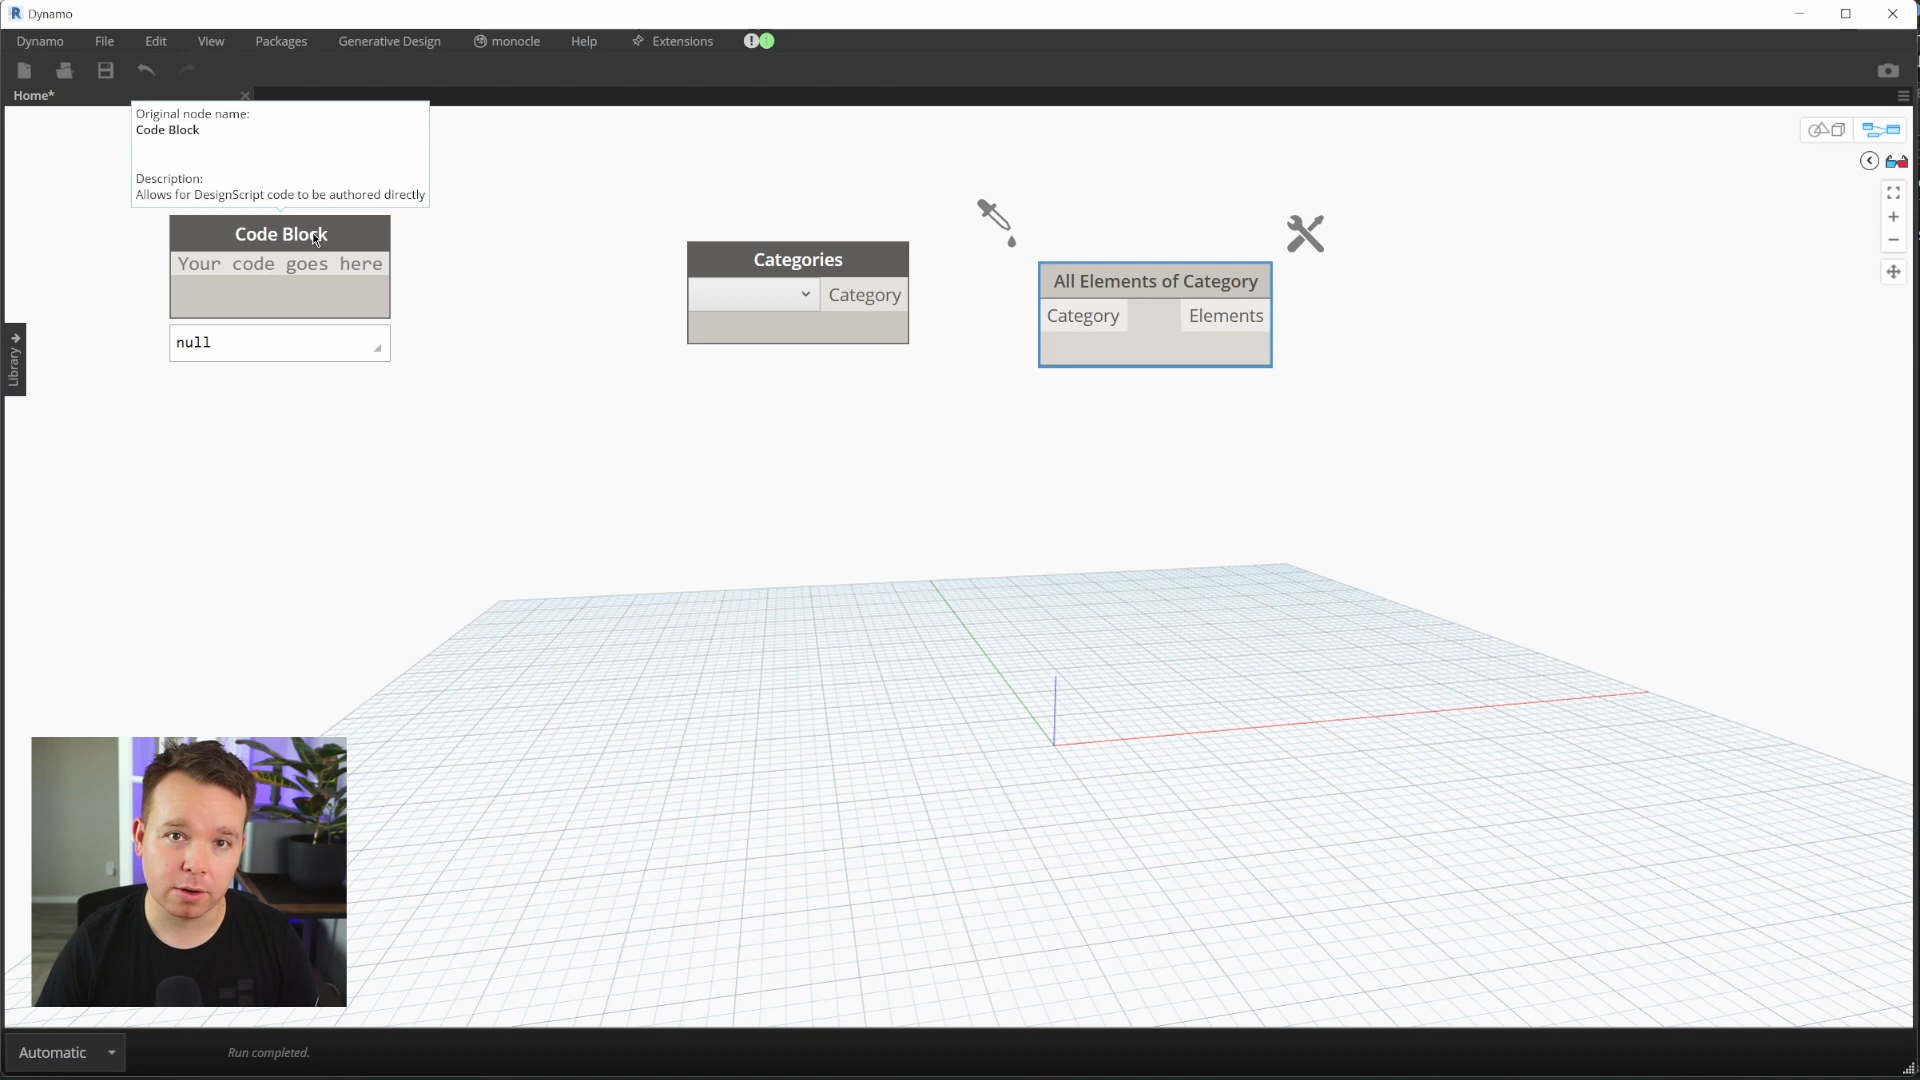 R Dynamo
Dynamo File Edit View Packages Generative Design monocle Help Extensions
Home*
Original node name:
Code Block
Description:
Allows for DesignScript code to be authored directly
Code Block
Your code goes here
null
Library
Categories
Category
All Elements of Category
Category Elements
Automatic
Run completed.